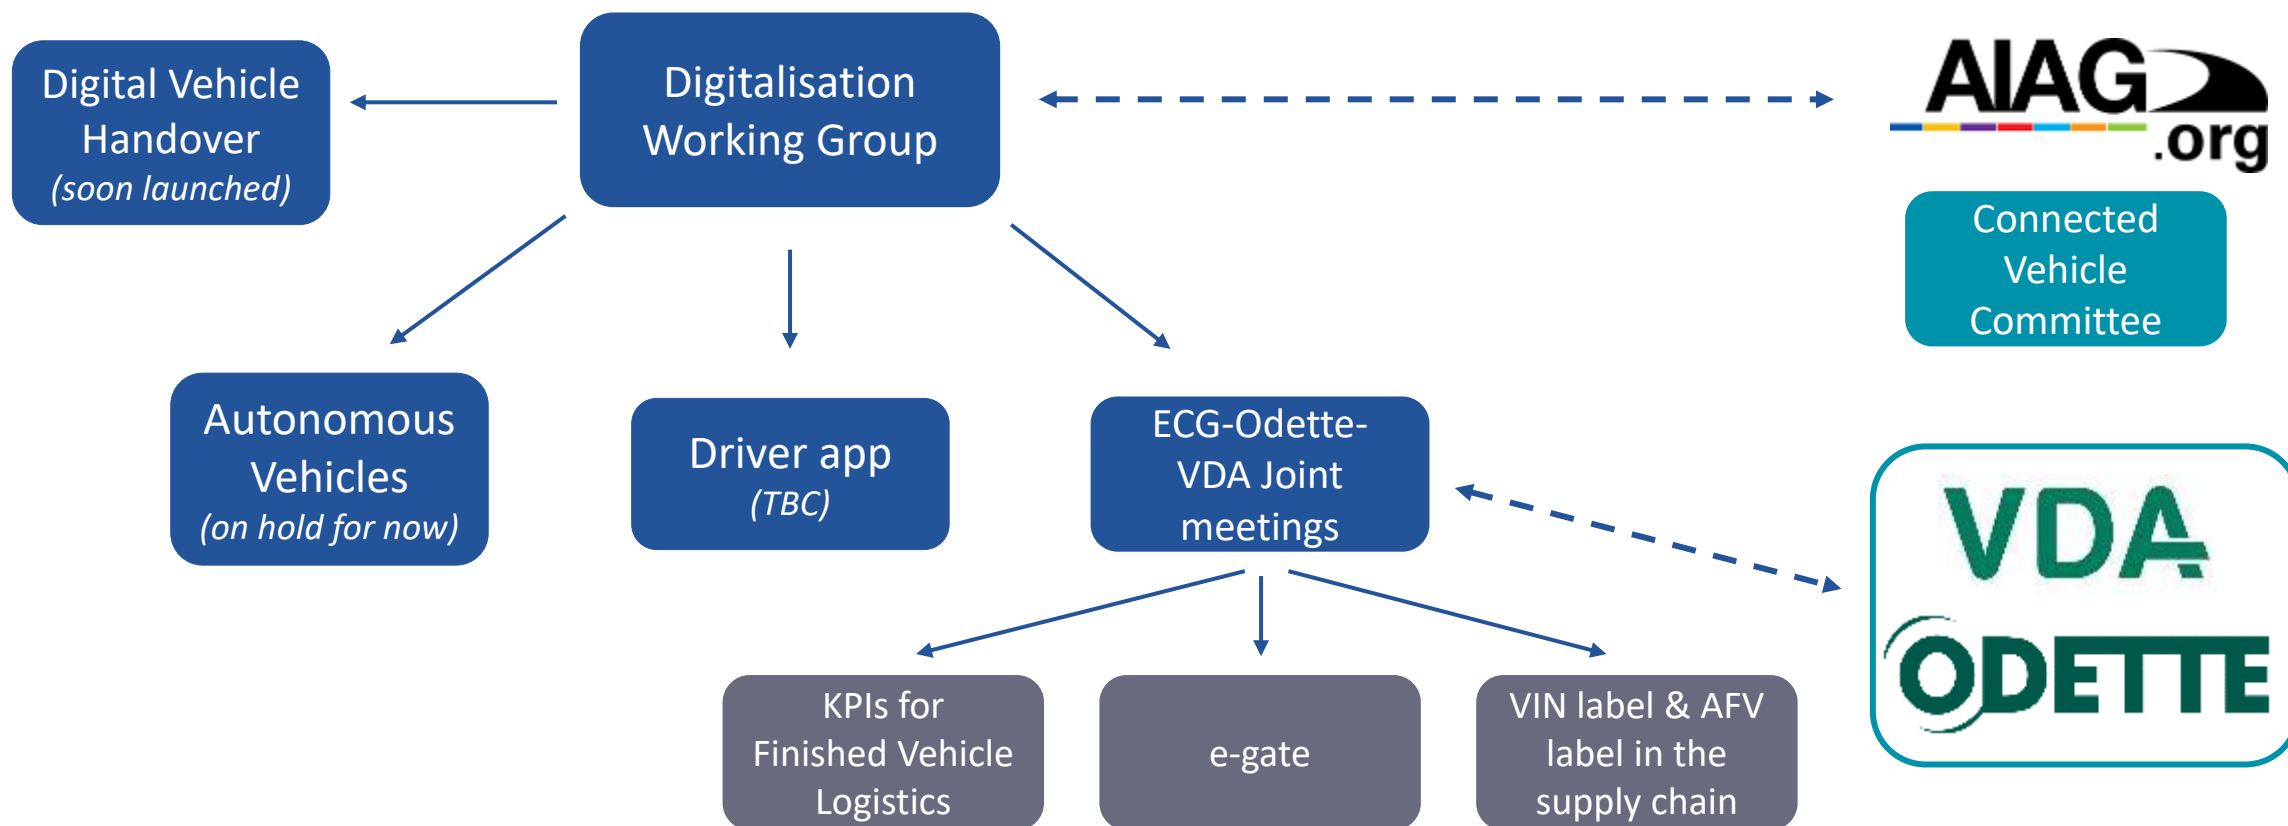 Digital Vehicle
Handover
(soon launched)
Digitalisation
Working Group
AIAG
.org
Connected
Vehicle
Committee
Autonomous
Vehicles
(on hold for now)
Driver app
(TBC)
ECG-Odette-
VDA Joint
meetings
VDA
ODETTE
KPIs for
Finished Vehicle
Logistics
e-gate
VIN label & AFV
label in the
supply chain